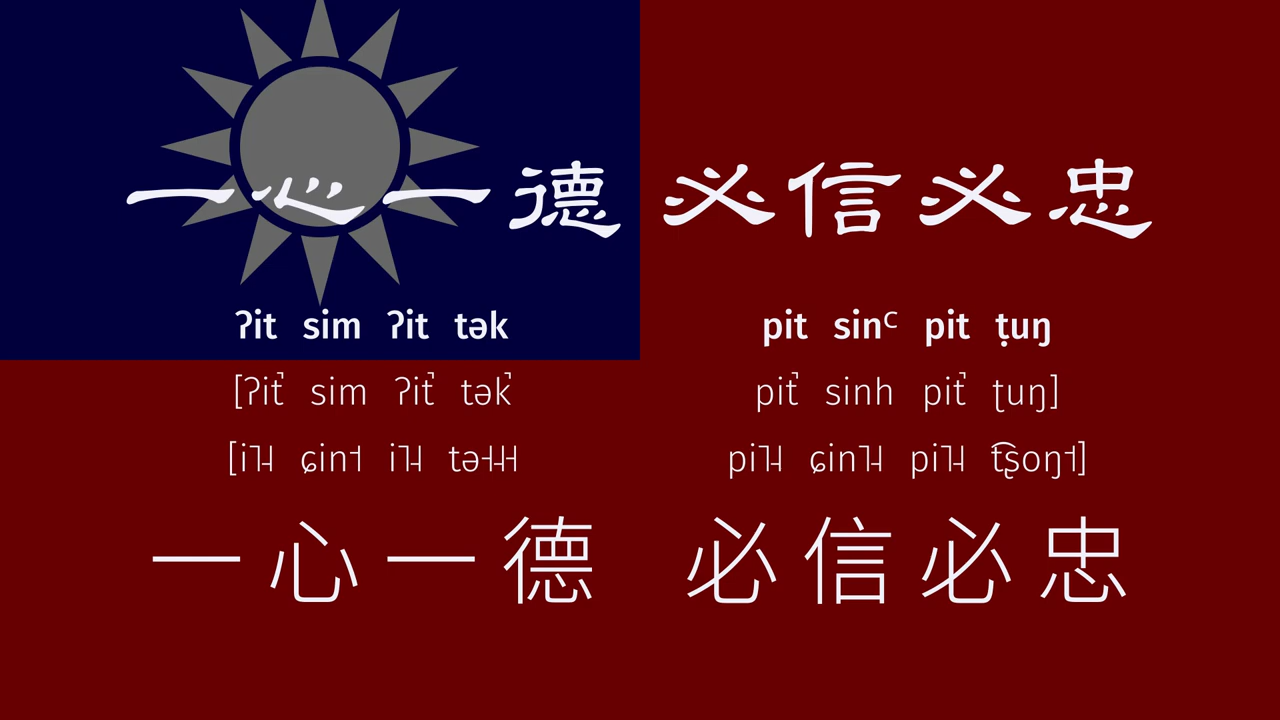 一心一德 必信必忠
ʔit sim ʔit tək pit sinᑦ pit ṭuŋ
[ʔit̚ sim ʔit̚ tək̚ pit̚ sinh pit̚ ʈuŋ]
[i˥˨ ɕin˦ i˥˨ tə˧˧ pi˥˨ ɕin˥˨ pi˥˨ t͡ʂoŋ˦]
一心一德 必信必忠